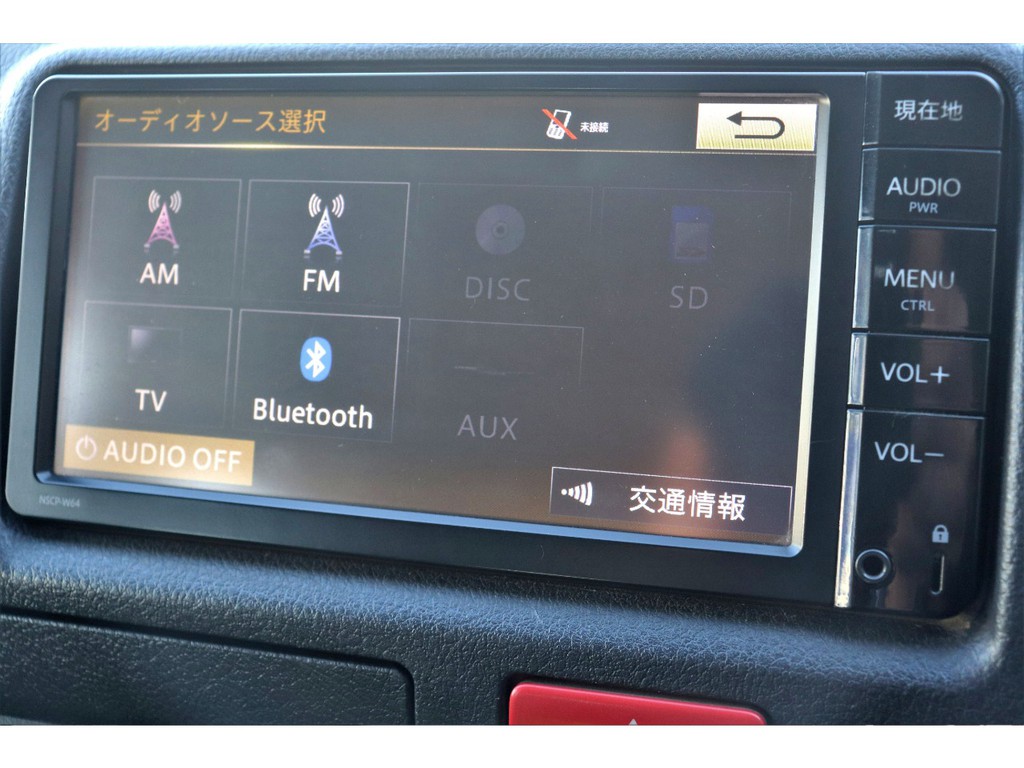 オーディオソース選択
未接続
AM
FM
DISC
SD
TV
Bluetooth
AUX
AUDIO OFF
交通情報
NSCP-W64
現在地
AUDIO
PWR
MENU
CTRL
VOL+
VOL−